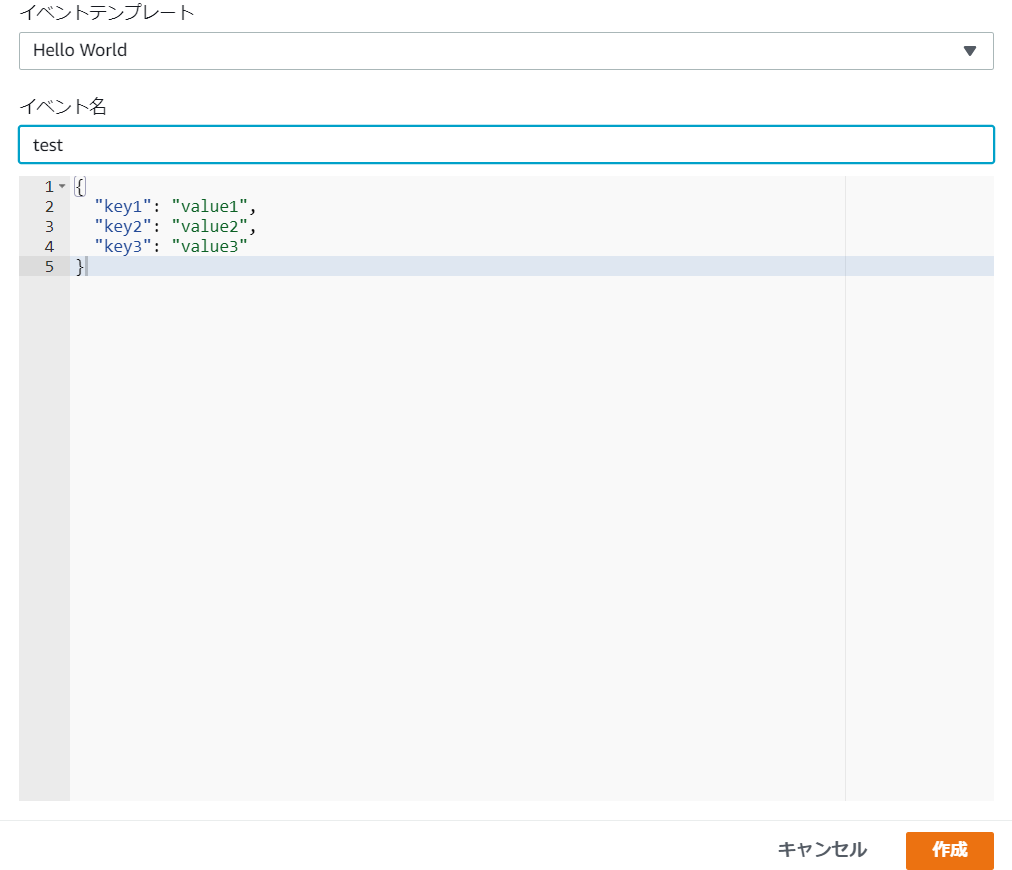 イベントテンプレート
Hello World
イベント名
test
1 {
2 "key1": "value1",
3 "key2": "value2",
4 "key3": "value3"
5 }
キャンセル 作成